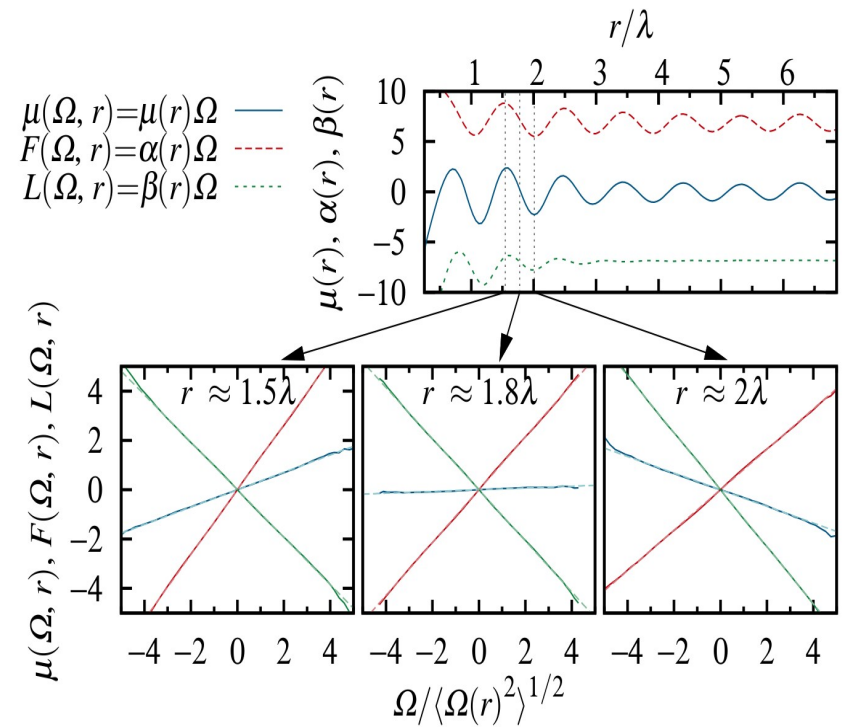 r/λ
1 2 3 4 5 6
μ(Ω, r)=μ(r)Ω
F(Ω, r)=α(r)Ω
L(Ω, r)=β(r)Ω
μ(r), α(r), β(r)
10
5
0
−5
−10
μ(Ω, r), F(Ω, r), L(Ω, r)
r ≈ 1.5λ r ≈ 1.8λ r ≈ 2λ
4
2
0
−2
−4
−4 −2 0 2 4 −4 −2 0 2 4 −4 −2 0 2 4
Ω/⟨Ω(r)²⟩¹/²